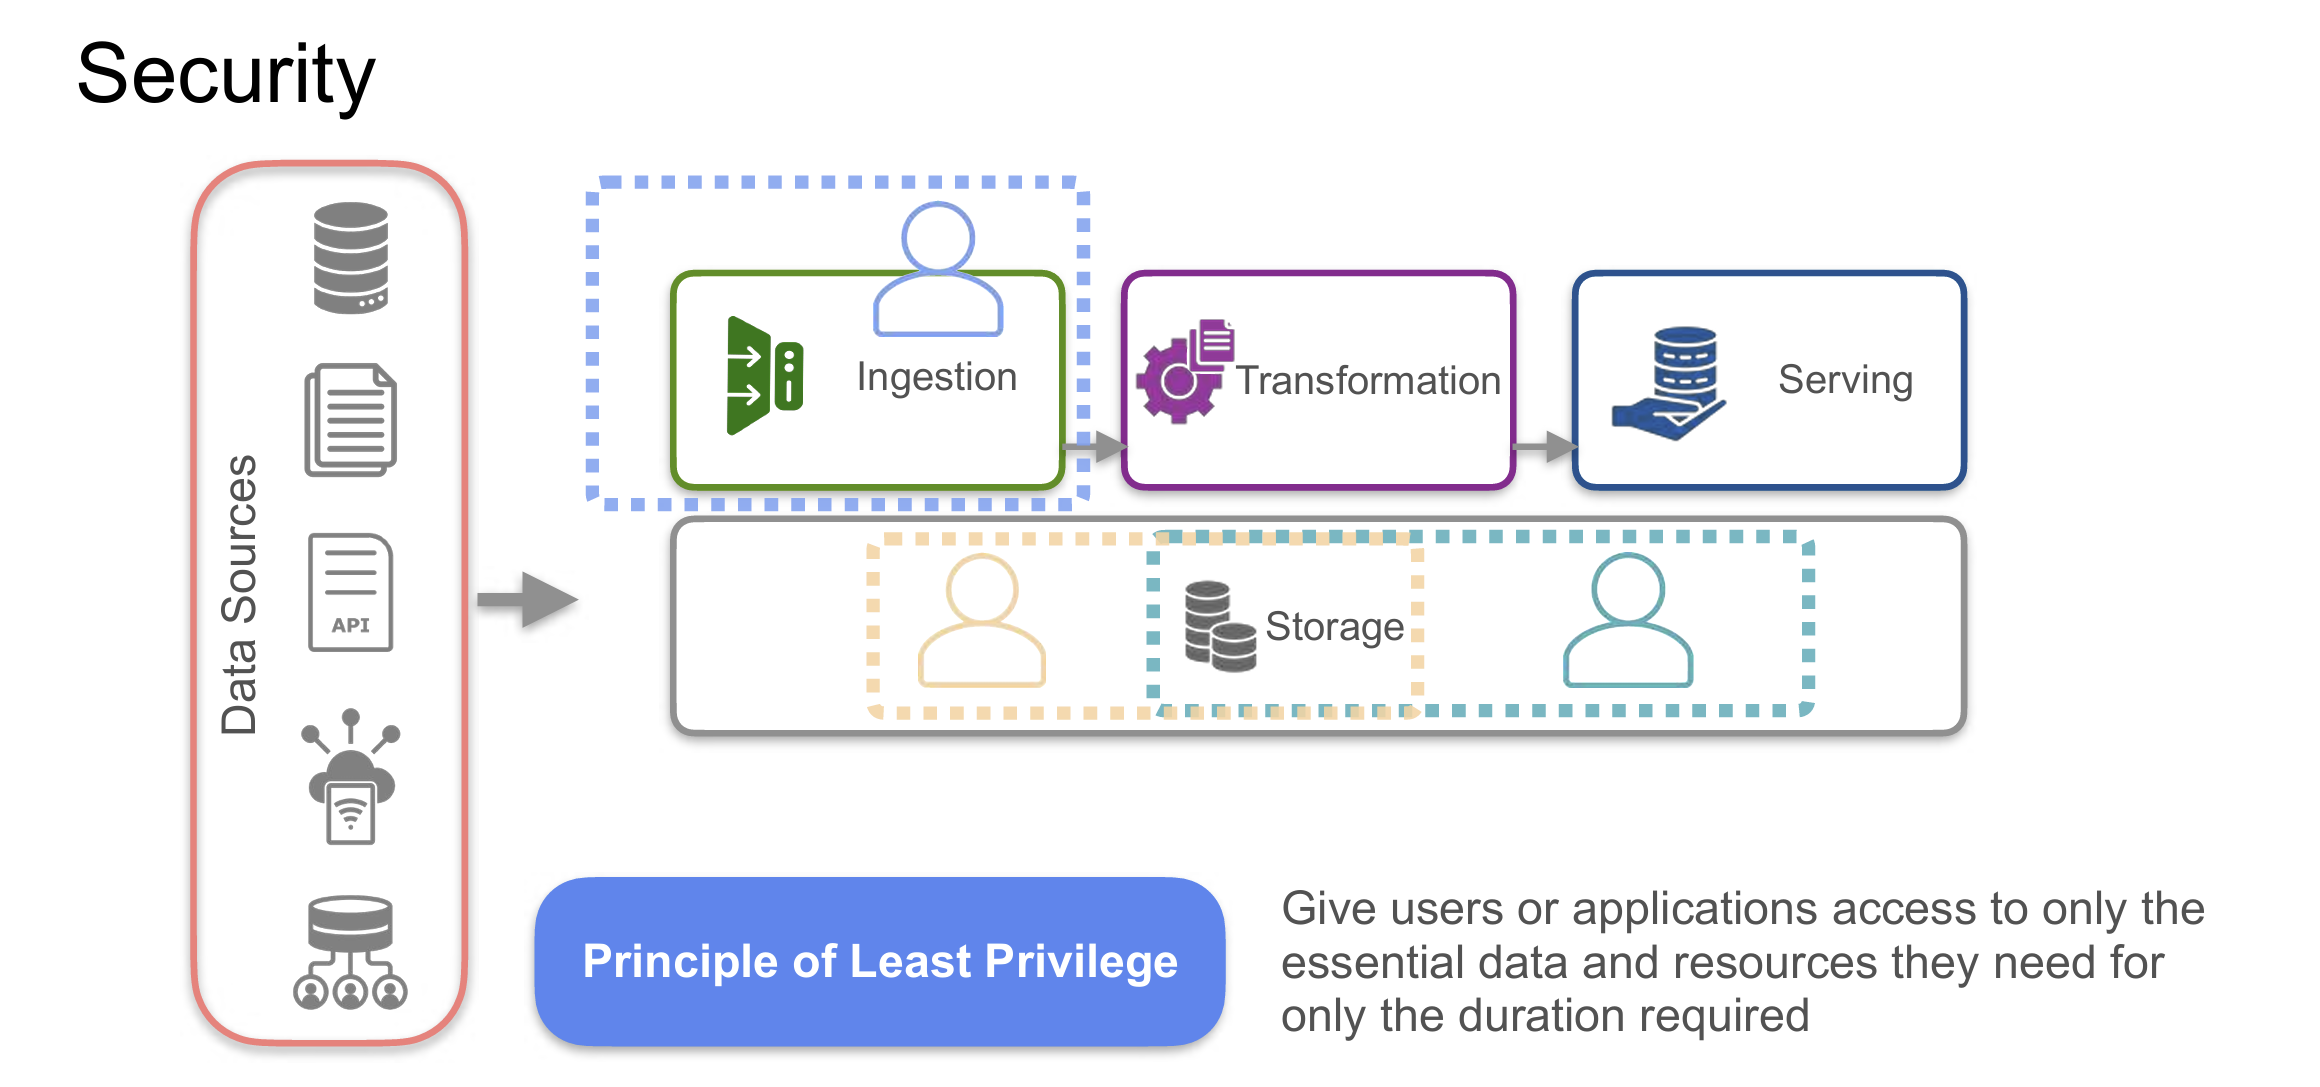 Security
Data Sources
API
Ingestion
Transformation
Serving
Storage
Principle of Least Privilege
Give users or applications access to only the
essential data and resources they need for
only the duration required